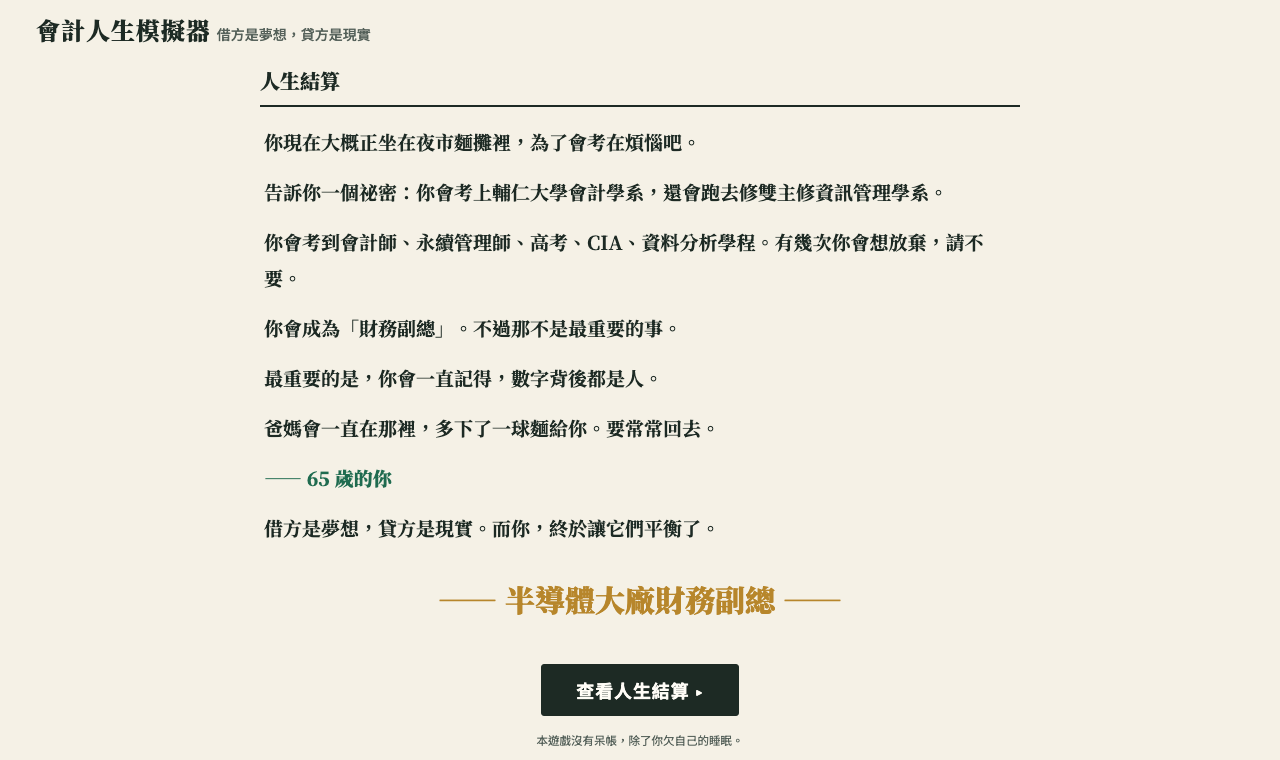 會計人生模擬器 借方是夢想，貸方是現實
人生結算
你現在大概正坐在夜市麵攤裡，為了會考在煩惱吧。
告訴你一個祕密：你會考上輔仁大學會計學系，還會跑去修雙主修資訊管理學系。
你會考到會計師、永續管理師、高考、CIA、資料分析學程。有幾次你會想放棄，請不
要。
你會成為「財務副總」。不過那不是最重要的事。
最重要的是，你會一直記得，數字背後都是人。
爸媽會一直在那裡，多下了一球麵給你。要常常回去。
—— 65 歲的你
借方是夢想，貸方是現實。而你，終於讓它們平衡了。
—— 半導體大廠財務副總 ——
查看人生結算 ▸
本遊戲沒有呆帳，除了你欠自己的睡眠。